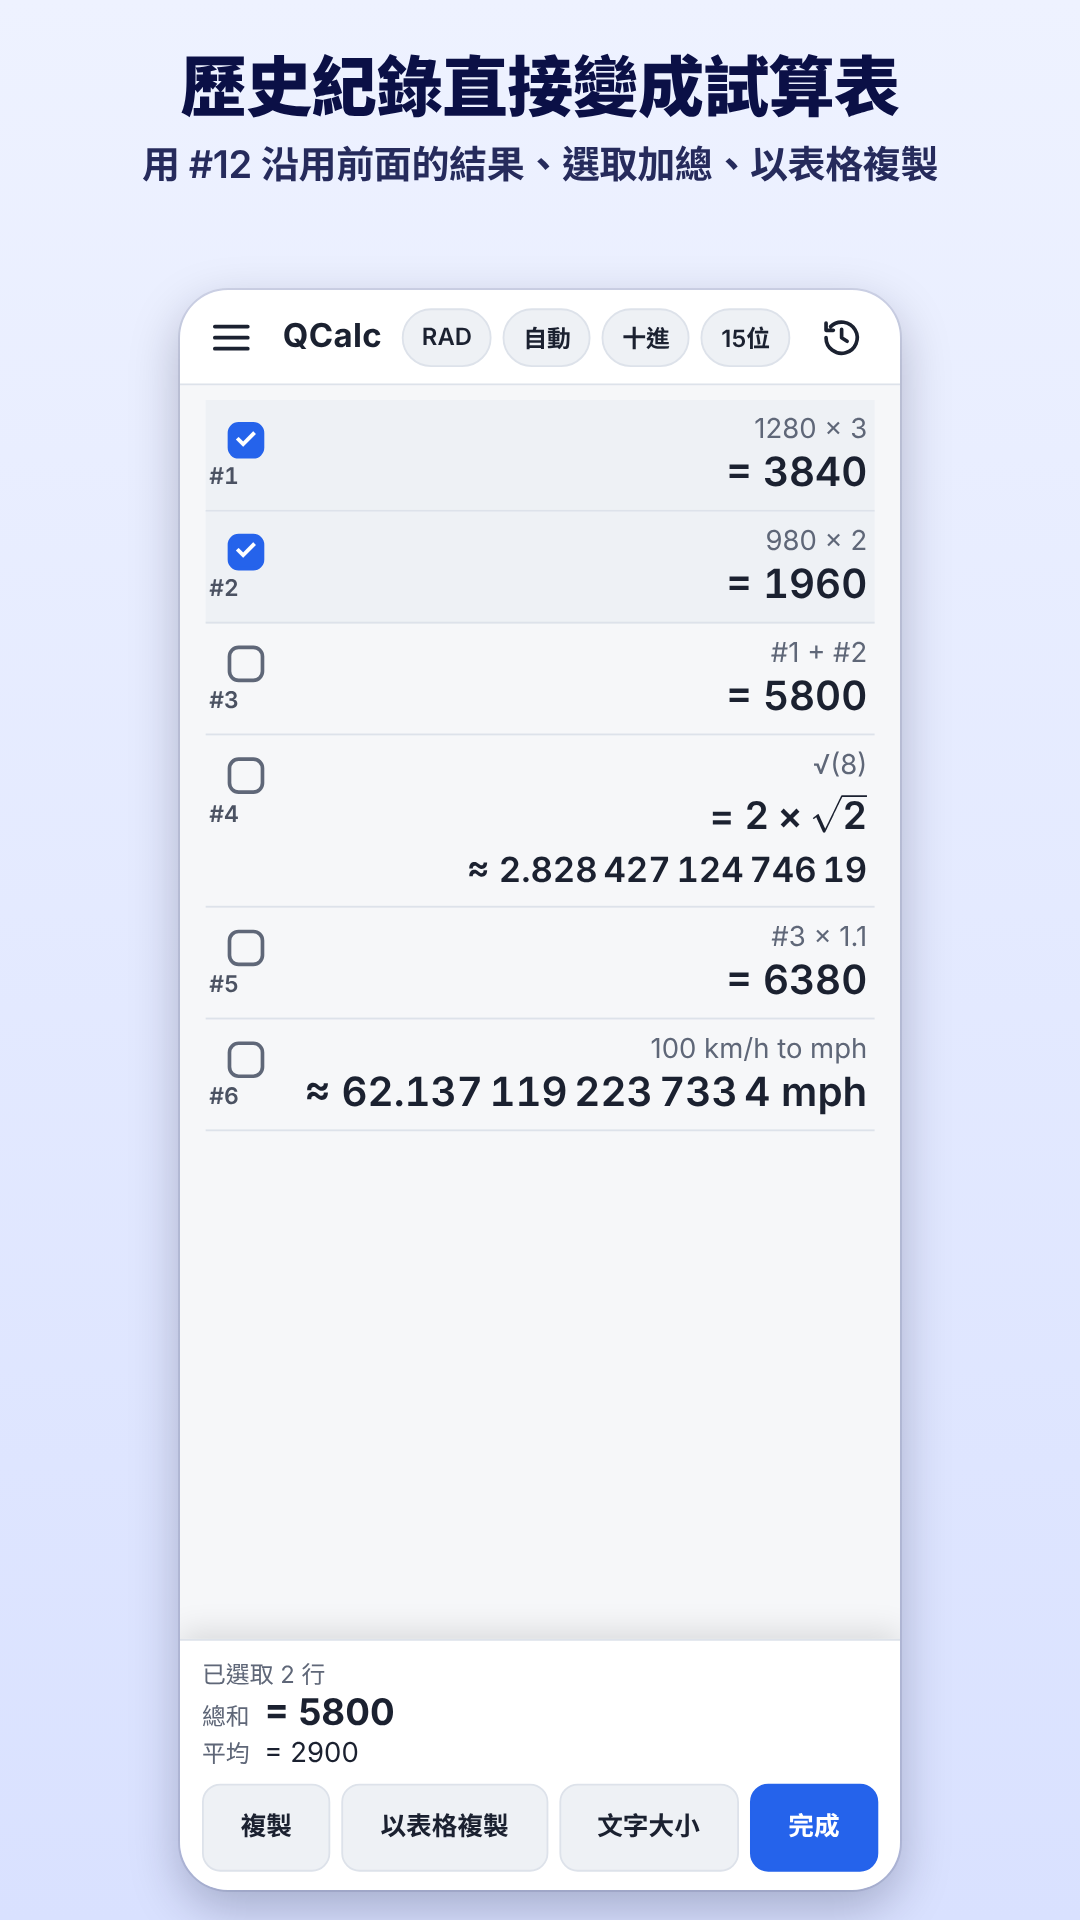 歷史紀錄直接變成試算表
用 #12 沿用前面的結果、選取加總、以表格複製
QCalc RAD 自動 十進 15位
1280 × 3
#1 = 3840
980 × 2
#2 = 1960
#1 + #2
#3 = 5800
√(8)
#4 = 2 × √2
≈ 2.828 427 124 746 19
#3 × 1.1
#5 = 6380
100 km/h to mph
#6 ≈ 62.137 119 223 733 4 mph
已選取 2 行
總和 = 5800
平均 = 2900
複製 以表格複製 文字大小 完成